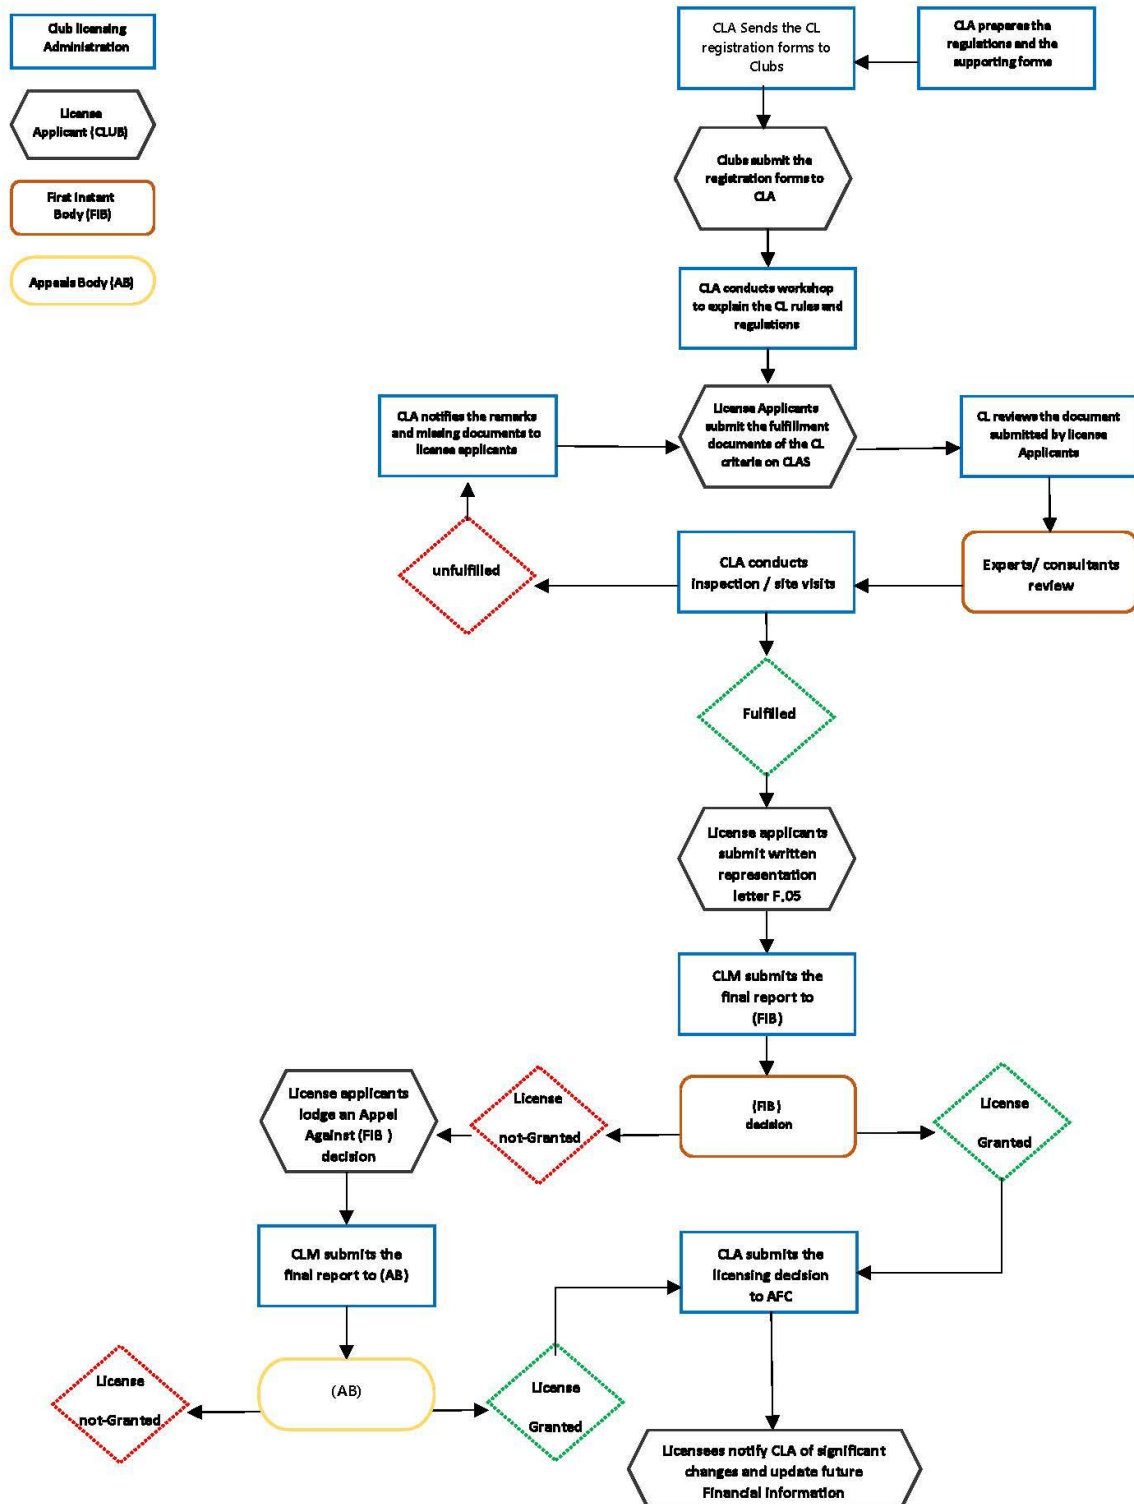 Club licensing
Administration
License
Applicant (CLUB)
First Instant
Body (FIB)
Appeals Body (AB)
CLA Sends the CL
registration forms to
Clubs
CLA prepares the
regulations and the
supporting forms
Clubs submit the
registration forms to
CLA
CLA conducts workshop
to explain the CL rules and
regulations
CLA notifies the remarks
and missing documents to
license applicants
License Applicants
submit the fulfillment
documents of the CL
criteria on CLAS
CL reviews the document
submitted by license
Applicants
unfulfilled
CLA conducts
inspection / site visits
Experts/ consultants
review
Fulfilled
License applicants
submit written
representation
letter F.05
CLM submits the
final report to
(FIB)
License applicants
lodge an Appel
Against (FIB )
decision
License
not-Granted
(FIB )
decision
License
Granted
CLM submits the
final report to (AB)
CLA submits the
licensing decision
to AFC
License
not-Granted
(AB)
License
Granted
Licensees notify CLA of significant
changes and update future
Financial information